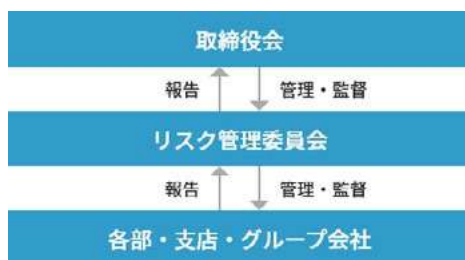 取締役会
報告 管理・監督
リスク管理委員会
報告 管理・監督
各部・支店・グループ会社